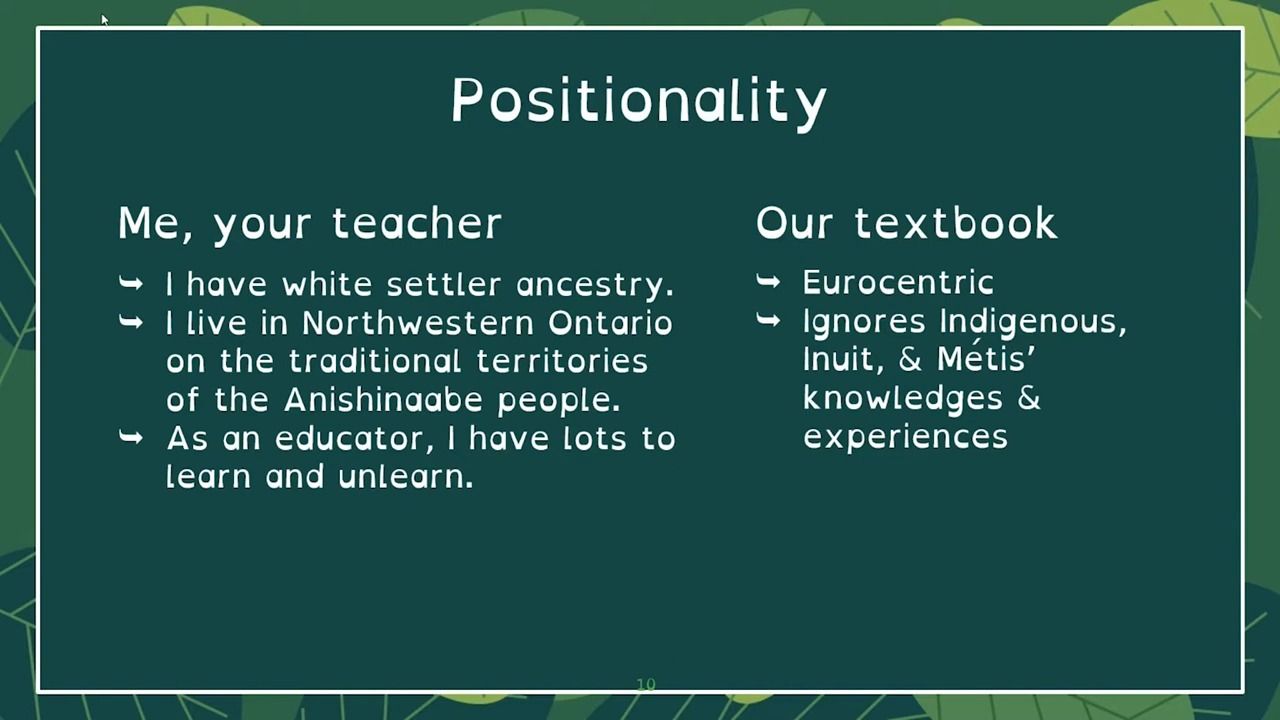 Positionality
Me, your teacher
⮩ I have white settler ancestry.
⮩ I live in Northwestern Ontario
on the traditional territories
of the Anishinaabe people.
⮩ As an educator, I have lots to
learn and unlearn.
Our textbook
⮩ Eurocentric
⮩ Ignores Indigenous,
Inuit, & Métis’
knowledges &
experiences
10